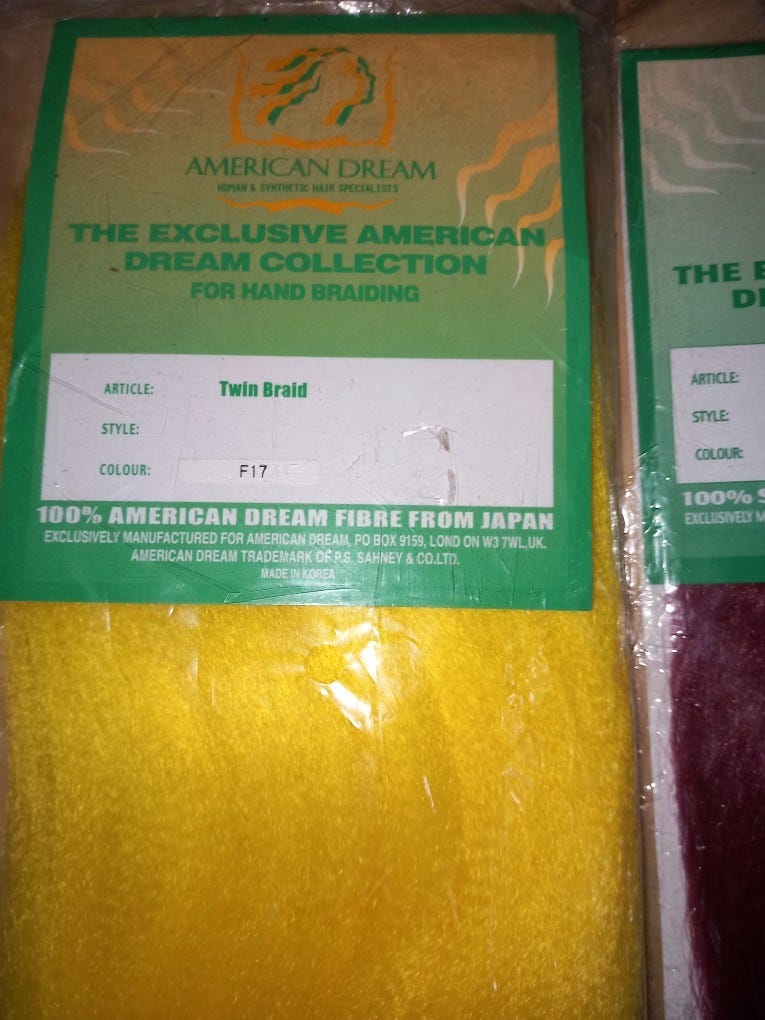 AMERICAN DREAM
HUMAN & SYNTHETIC HAIR SPECIALISTS
THE EXCLUSIVE AMERICAN
DREAM COLLECTION
FOR HAND BRAIDING
ARTICLE: Twin Braid
STYLE:
COLOUR: F17
100% AMERICAN DREAM FIBRE FROM JAPAN
EXCLUSIVELY MANUFACTURED FOR AMERICAN DREAM, PO BOX 9159, LOND ON W3 7WL,UK.
AMERICAN DREAM TRADEMARK OF P.S. SAHNEY & CO.LTD.
MADE IN KOREA
THE
ARTICLE:
STYLE:
COLOUR:
100%
EXCLUSIVELY